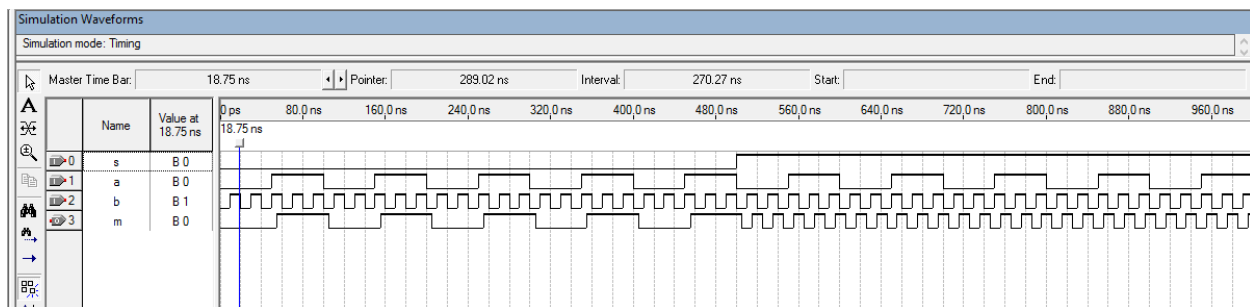 Simulation Waveforms
Simulation mode: Timing
Master Time Bar: 18.75 ns Pointer: 289.02 ns Interval: 270.27 ns Start: End:
A Name Value at 18.75 ns 0 ps 80.0 ns 160.0 ns 240.0 ns 320.0 ns 400.0 ns 480.0 ns 560.0 ns 640.0 ns 720.0 ns 800.0 ns 880.0 ns 960.0 ns
18.75 ns
0 s B 0
1 a B 0
2 b B 1
3 m B 0